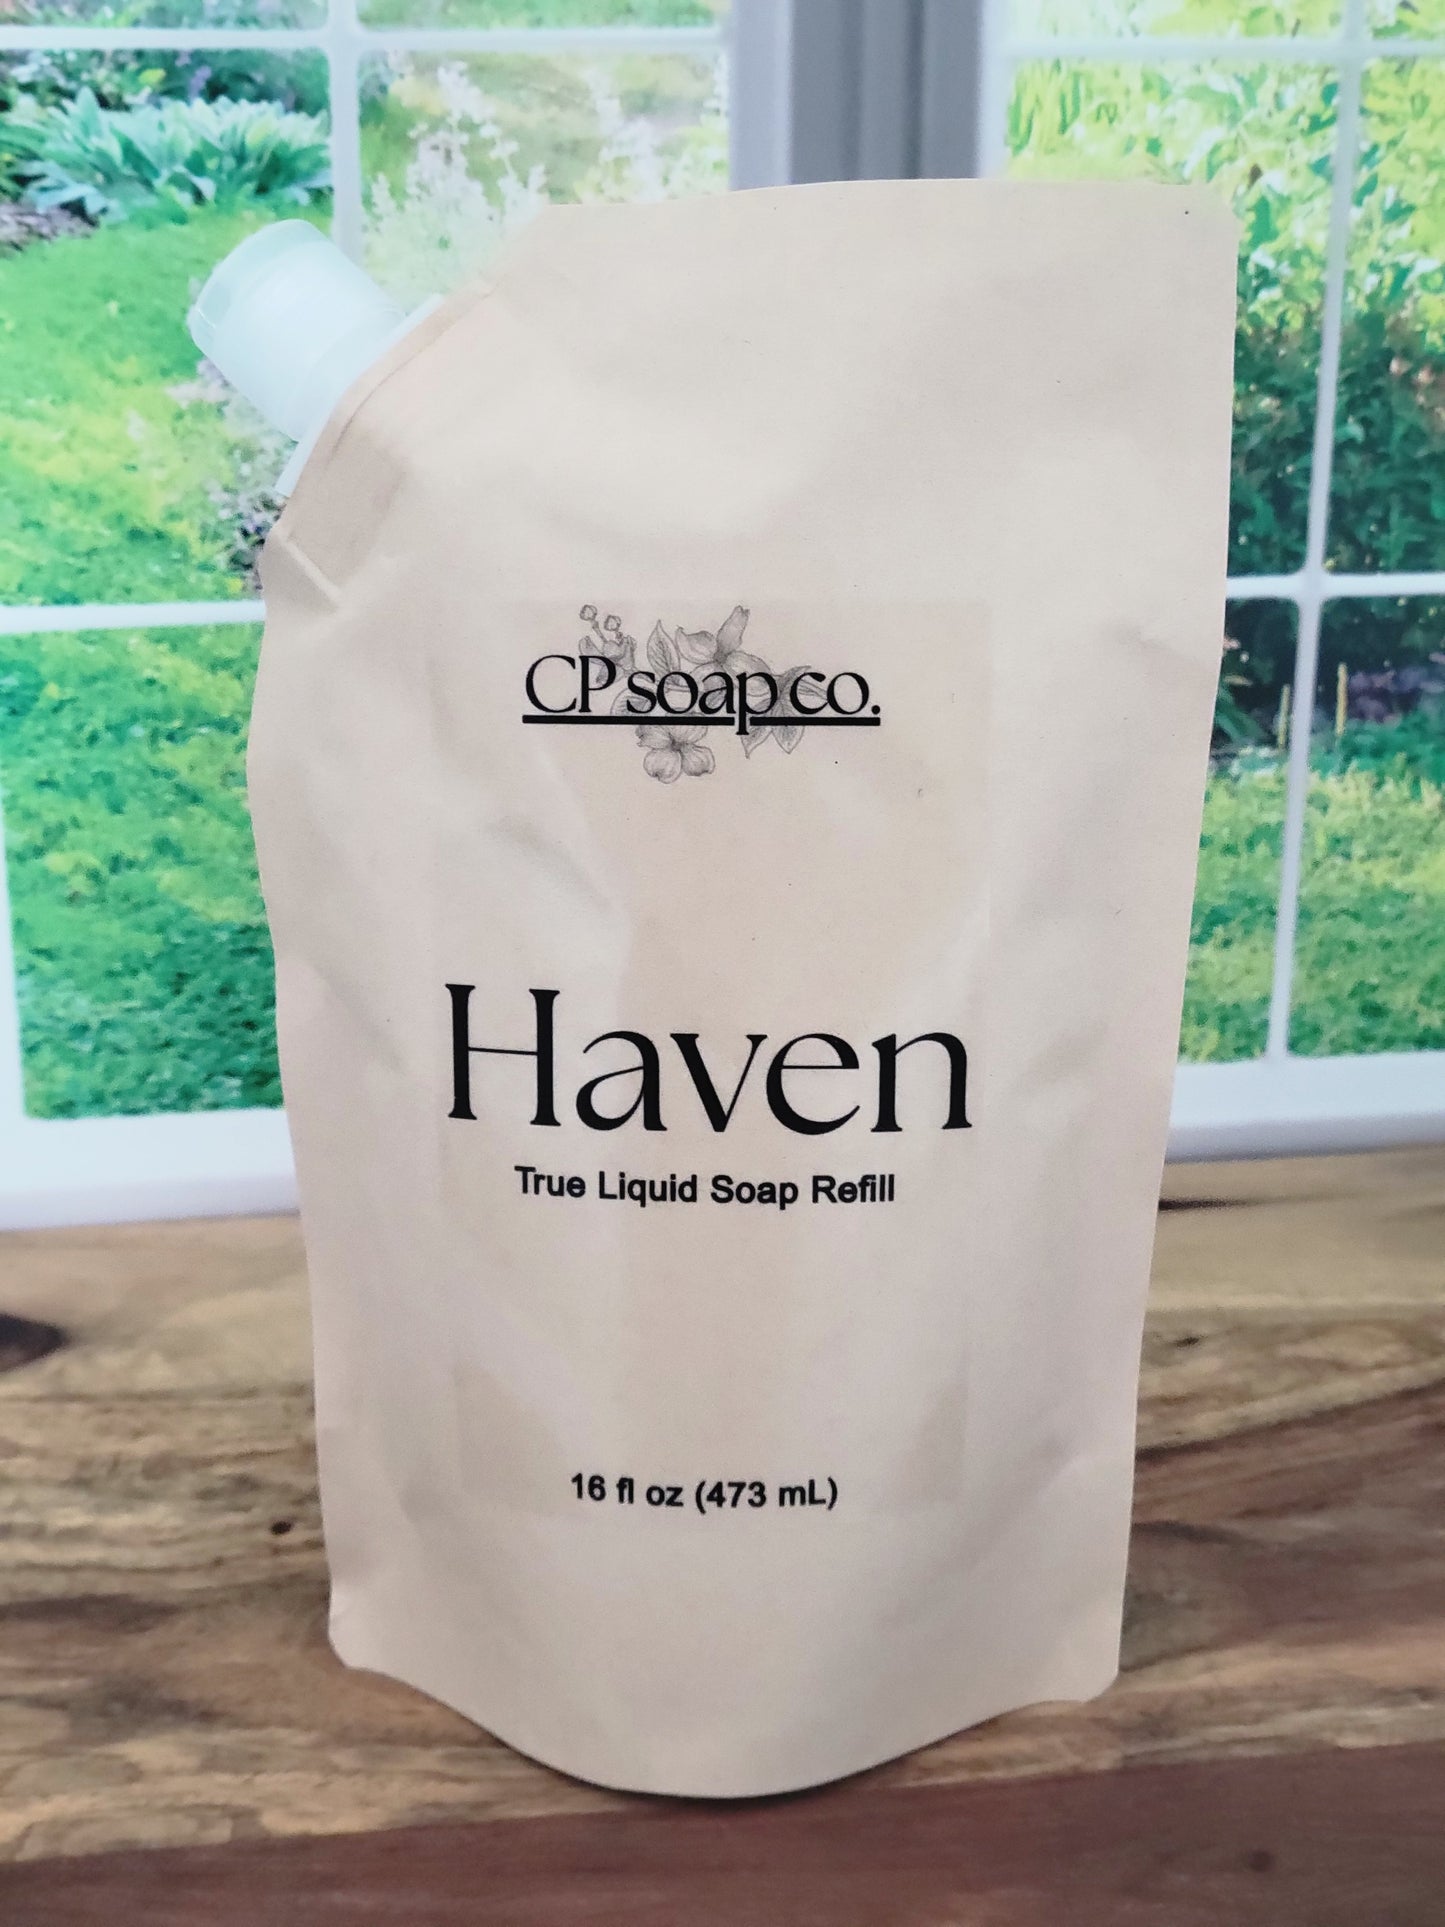 CP soap co.
Haven
True Liquid Soap Refill
16 fl oz (473 mL)